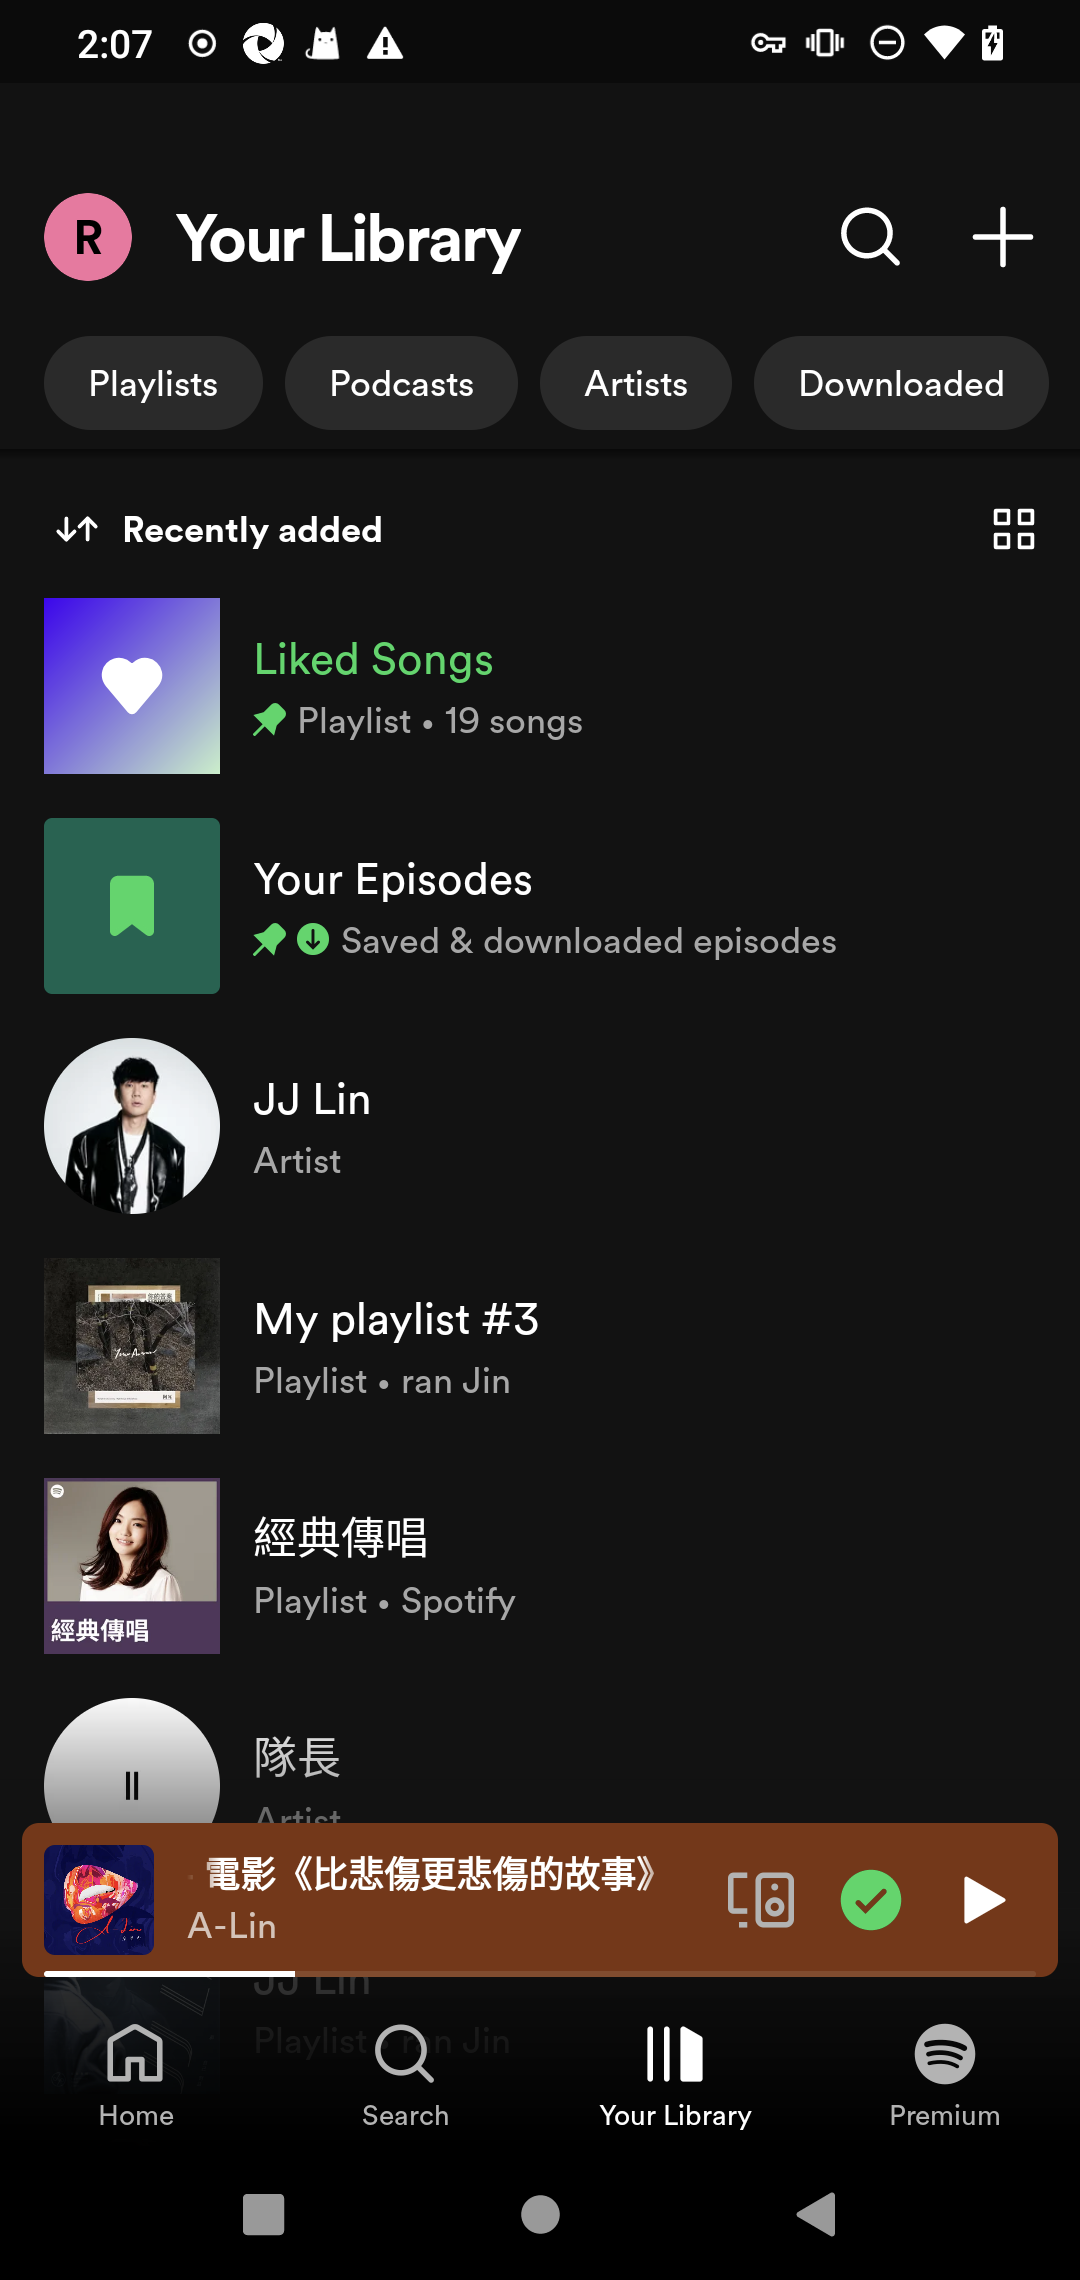 2:07
R
Your Library
Playlists
Podcasts
Artists
Downloaded
Recently added
Liked Songs
Playlist • 19 songs
Your Episodes
Saved & downloaded episodes
JJ Lin
Artist
My playlist #3
Playlist • ran Jin
經典傳唱
Playlist • Spotify
經典傳唱
隊長
Artist
電影《比悲傷更悲傷的故事》
A-Lin
JJ Lin
Playlist • ran Jin
Home
Search
Your Library
Premium